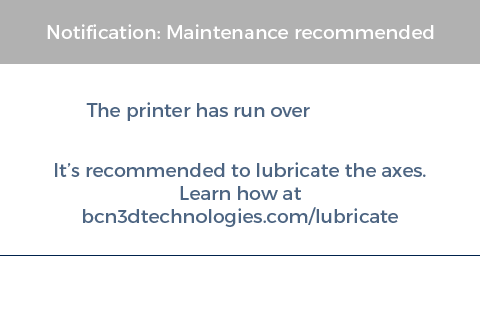 Notification: Maintenance recommended
The printer has run over
It’s recommended to lubricate the axes.
Learn how at
bcn3dtechnologies.com/lubricate